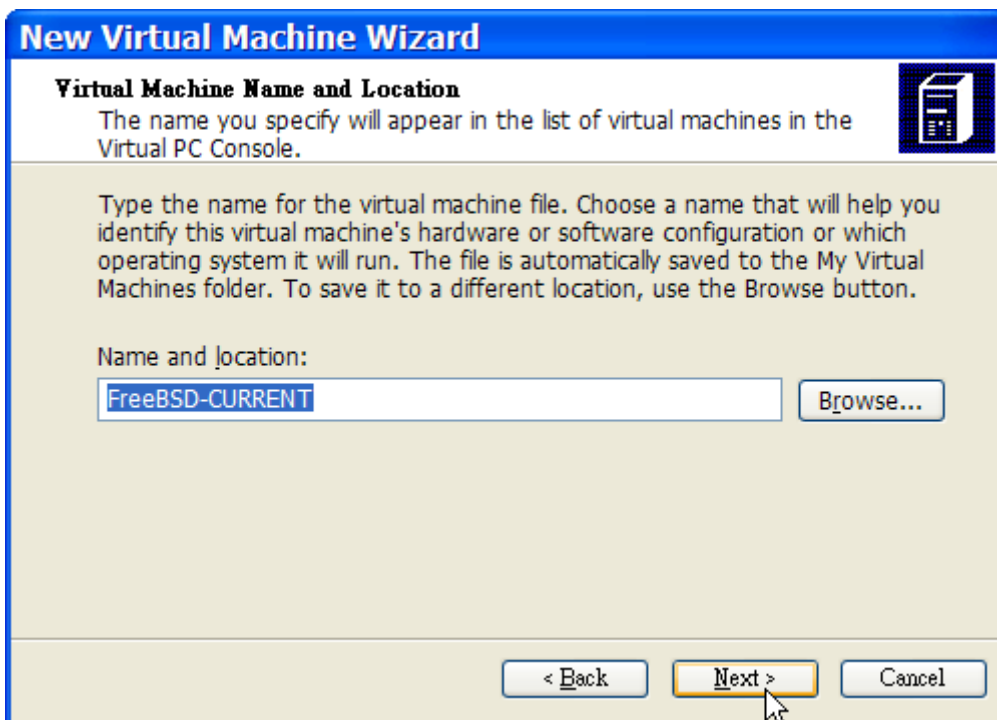 New Virtual Machine Wizard
Virtual Machine Name and Location
The name you specify will appear in the list of virtual machines in the
Virtual PC Console.
Type the name for the virtual machine file. Choose a name that will help you
identify this virtual machine's hardware or software configuration or which
operating system it will run. The file is automatically saved to the My Virtual
Machines folder. To save it to a different location, use the Browse button.
Name and location:
FreeBSD-CURRENT
Browse...
< Back
Next >
Cancel